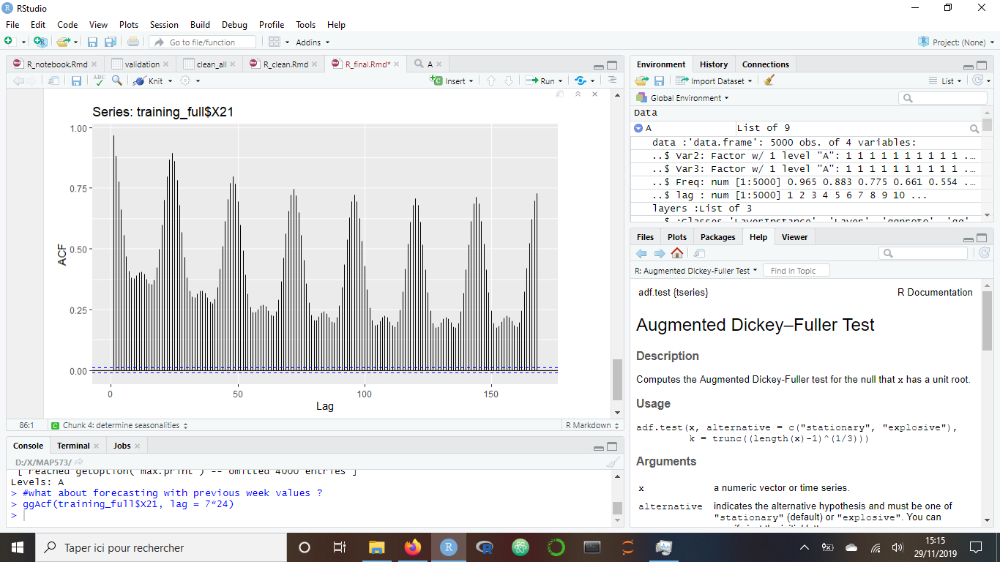 RStudio
File Edit Code View Plots Session Build Debug Profile Tools Help
Go to file/function
Addins
Project: (None)
R_notebook.Rmd
validation
clean_all
R_clean.Rmd
R_final.Rmd*
A
ABC
Knit
Insert
Run
Series: training_full$X21
1.00
0.75
0.50
0.25
0.00
ACF
0 50 100 150
Lag
86:1
Chunk 4: determine seasonalities
R Markdown
Console Terminal Jobs
D:/X/MAP573/
[ reached getOption("max.print") -- omitted 4000 entries ]
Levels: A
> #what about forecasting with previous week values ?
> ggAcf(training_full$X21, lag = 7*24)
>
Environment History Connections
Import Dataset
List
Global Environment
Data
A List of 9
data :'data.frame': 5000 obs. of 4 variables:
..$ Var2: Factor w/ 1 level "A": 1 1 1 1 1 1 1 1 1 1 ...
..$ Var3: Factor w/ 1 level "A": 1 1 1 1 1 1 1 1 1 1 ...
..$ Freq: num [1:5000] 0.965 0.883 0.775 0.661 0.554 ...
..$ lag : num [1:5000] 1 2 3 4 5 6 7 8 9 10 ...
layers :List of 3
..$ :Classes 'LayerInstance', 'Layer', 'ggproto', 'gg'
Files Plots Packages Help Viewer
R: Augmented Dickey-Fuller Test
Find in Topic
adf.test {tseries}
R Documentation
Augmented Dickey–Fuller Test
Description
Computes the Augmented Dickey-Fuller test for the null that x has a unit root.
Usage
adf.test(x, alternative = c("stationary", "explosive"),
k = trunc((length(x)-1)^(1/3)))
Arguments
x a numeric vector or time series.
alternative indicates the alternative hypothesis and must be one of
"stationary" (default) or "explosive". You can
Taper ici pour rechercher
15:15
29/11/2019